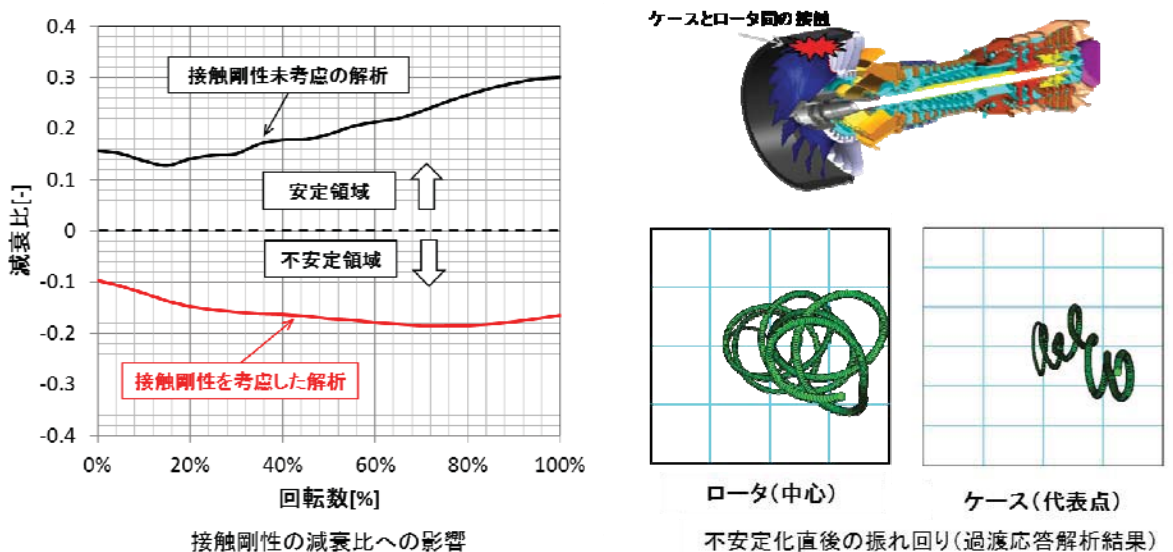 0.4
0.3
0.2
0.1
0
-0.1
-0.2
-0.3
-0.4
減衰比[-]
接触剛性未考慮の解析
安定領域
不安定領域
接触剛性を考慮した解析
0%
20%
40%
60%
80%
100%
回転数[%]
接触剛性の減衰比への影響
ケースとロータ間の接触
ロータ(中心)
ケース(代表点)
不安定化直後の振れ回り(過渡応答解析結果)